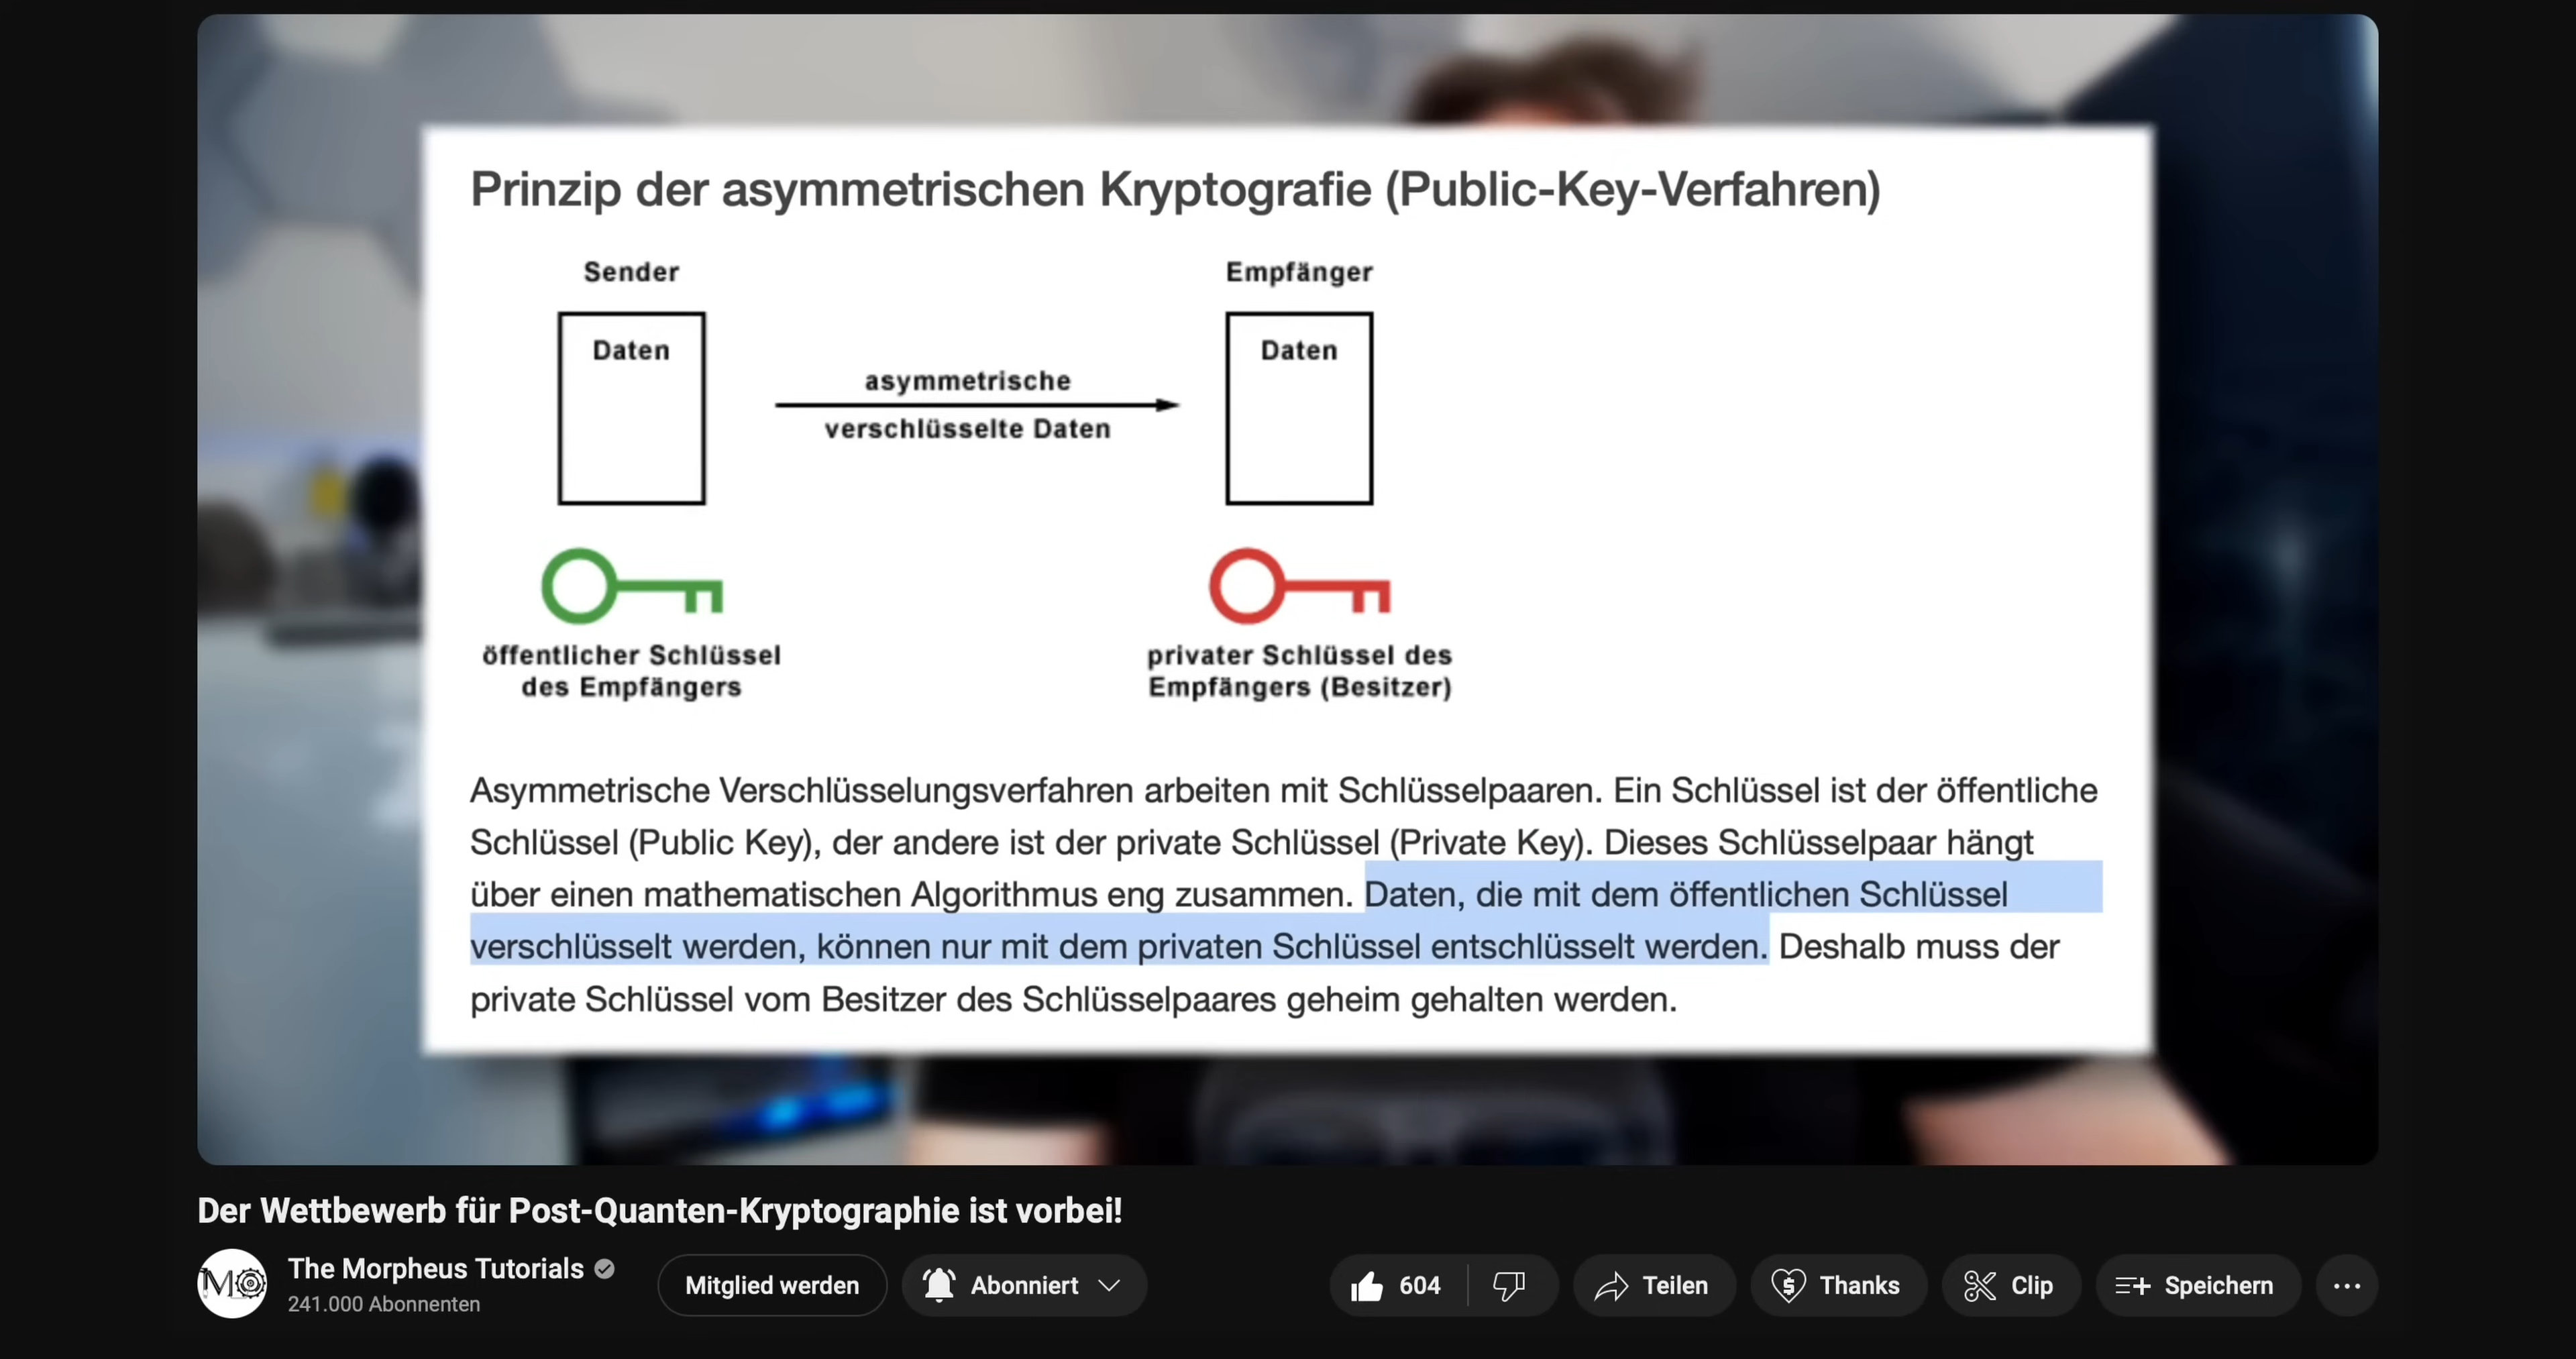 Prinzip der asymmetrischen Kryptografie (Public-Key-Verfahren)
Sender
Empfänger
Daten
Daten
asymmetrische
verschlüsselte Daten
öffentlicher Schlüssel
des Empfängers
privater Schlüssel des
Empfängers (Besitzer)
Asymmetrische Verschlüsselungsverfahren arbeiten mit Schlüsselpaaren. Ein Schlüssel ist der öffentliche
Schlüssel (Public Key), der andere ist der private Schlüssel (Private Key). Dieses Schlüsselpaar hängt
über einen mathematischen Algorithmus eng zusammen. Daten, die mit dem öffentlichen Schlüssel
verschlüsselt werden, können nur mit dem privaten Schlüssel entschlüsselt werden. Deshalb muss der
private Schlüssel vom Besitzer des Schlüsselpaares geheim gehalten werden.
Der Wettbewerb für Post-Quanten-Kryptographie ist vorbei!
The Morpheus Tutorials
241.000 Abonnenten
Mitglied werden
Abonniert
604
Teilen
Thanks
Clip
Speichern